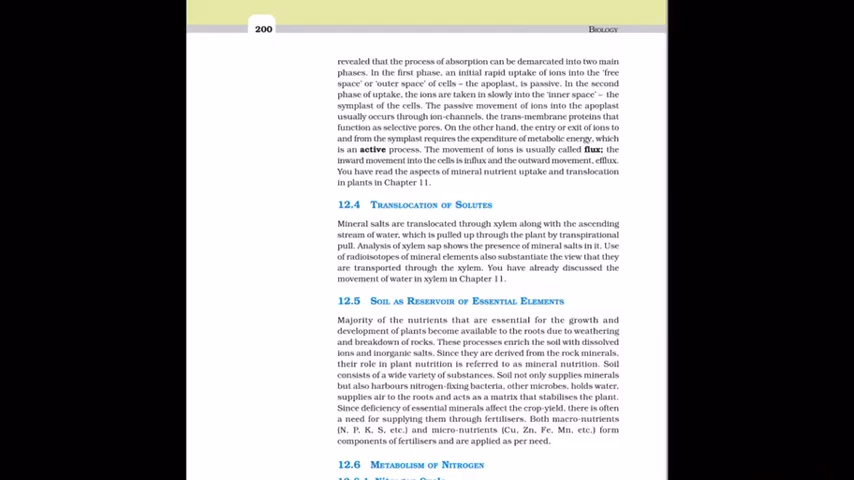 200
BIOLOGY
revealed that the process of absorption can be demarcated into two main
phases. In the first phase, an initial rapid uptake of ions into the 'free
space' or 'outer space' of cells – the apoplast, is passive. In the second
phase of uptake, the ions are taken in slowly into the 'inner space' – the
symplast of the cells. The passive movement of ions into the apoplast
usually occurs through ion-channels, the trans-membrane proteins that
function as selective pores. On the other hand, the entry or exit of ions to
and from the symplast requires the expenditure of metabolic energy, which
is an active process. The movement of ions is usually called flux; the
inward movement into the cells is influx and the outward movement, efflux.
You have read the aspects of mineral nutrient uptake and translocation
in plants in Chapter 11.
12.4 TRANSLOCATION OF SOLUTES
Mineral salts are translocated through xylem along with the ascending
stream of water, which is pulled up through the plant by transpirational
pull. Analysis of xylem sap shows the presence of mineral salts in it. Use
of radioisotopes of mineral elements also substantiate the view that they
are transported through the xylem. You have already discussed the
movement of water in xylem in Chapter 11.
12.5 SOIL AS RESERVOIR OF ESSENTIAL ELEMENTS
Majority of the nutrients that are essential for the growth and
development of plants become available to the roots due to weathering
and breakdown of rocks. These processes enrich the soil with dissolved
ions and inorganic salts. Since they are derived from the rock minerals,
their role in plant nutrition is referred to as mineral nutrition. Soil
consists of a wide variety of substances. Soil not only supplies minerals
but also harbours nitrogen-fixing bacteria, other microbes, holds water,
supplies air to the roots and acts as a matrix that stabilises the plant.
Since deficiency of essential minerals affect the crop-yield, there is often
a need for supplying them through fertilisers. Both macro-nutrients
(N, P, K, S, etc.) and micro-nutrients (Cu, Zn, Fe, Mn, etc.) form
components of fertilisers and are applied as per need.
12.6 METABOLISM OF NITROGEN
12.6.1 Nitrogen Cycle